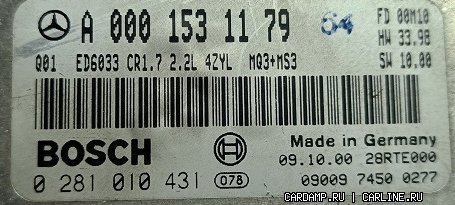 A 000 153 11 79 64 FD 00M10
HW 33.98
Q01 ED6033 CR1.7 2.2L 4ZYL MQ3+MS3 SW 10.00
BOSCH Made in Germany
09.10.00 28RTE000
0 281 010 431 078 09009 7450 0277
CARDAMP.RU CARLINE.RU